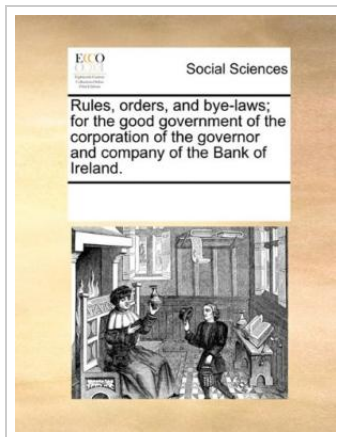 ECCO
Social Sciences
Rules, orders, and bye-laws;
for the good government of the
corporation of the governor
and company of the Bank of
Ireland.